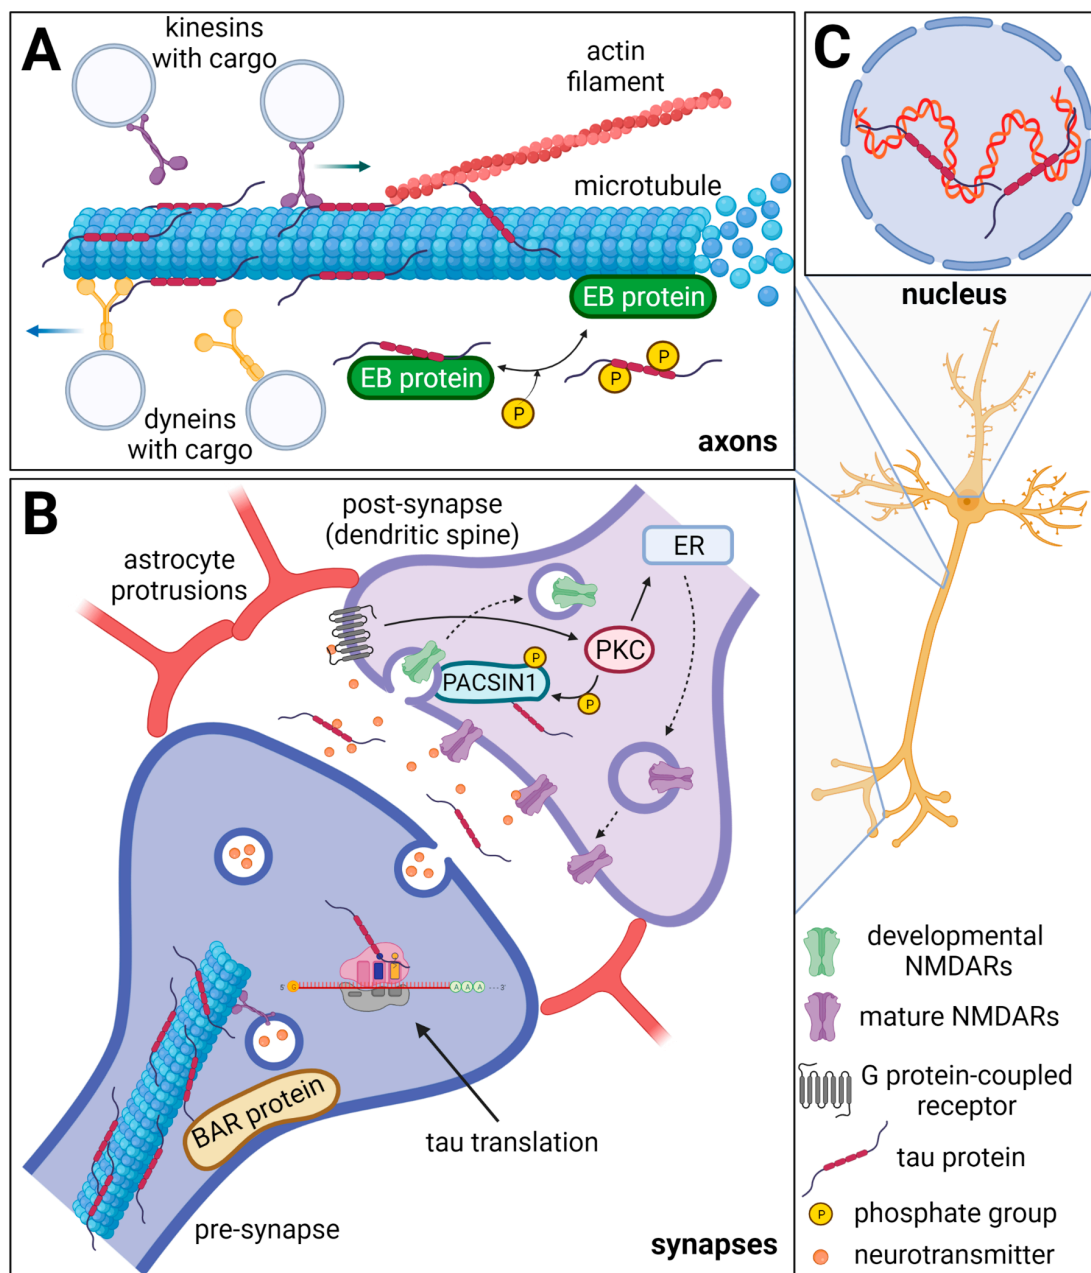 A
kinesins
with cargo
actin
filament
microtubule
EB protein
EB protein
P
P
P
dyneins
with cargo
axons
C
nucleus
B
post-synapse
(dendritic spine)
ER
astrocyte
protrusions
PKC
P
PACSIN1
P
5'
G
A
A
A
3'
BAR protein
tau translation
pre-synapse
synapses
developmental
NMDARs
mature NMDARs
G protein-coupled
receptor
tau protein
P
phosphate group
neurotransmitter